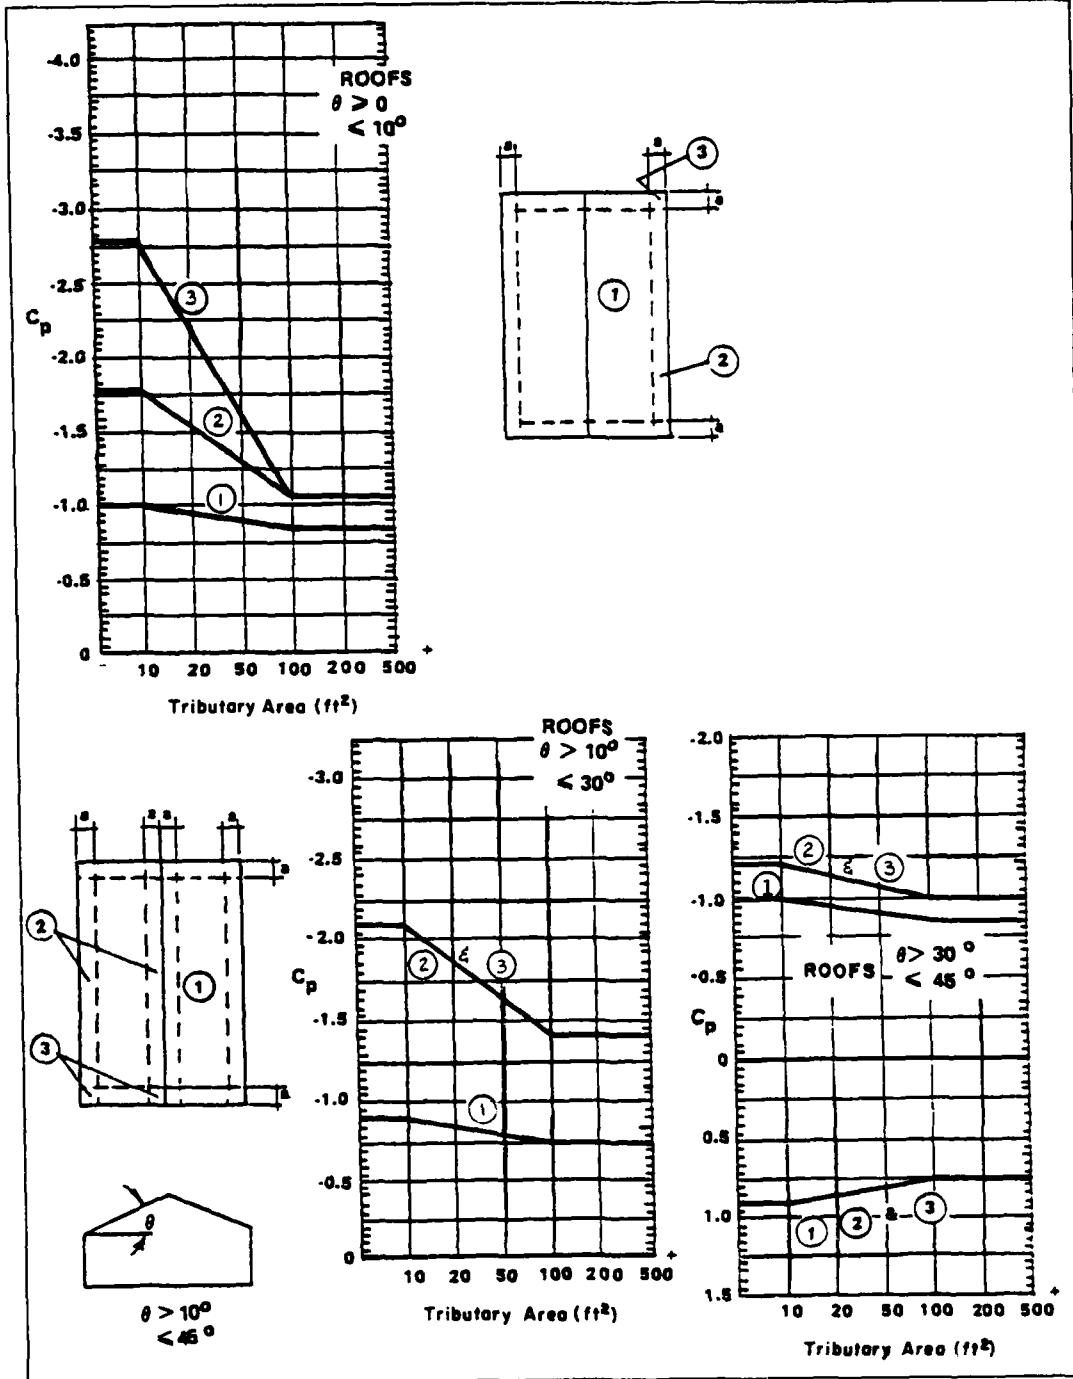 -4.0
-3.5
-3.0
-2.5
-2.0
-1.5
-1.0
-0.5
0
Cp
ROOFS
θ > 0
≤ 10°
3
2
1
10 20 50 100 200 500 +
Tributary Area (ft²)
a a
3
a
1
2
a
a a a a
a
2
1
3
a
θ
θ > 10°
≤ 45°
ROOFS
θ > 10°
≤ 30°
-3.0
-2.5
-2.0
-1.5
-1.0
-0.5
0
Cp
2 & 3
1
10 20 50 100 200 500 +
Tributary Area (ft²)
-2.0
-1.5
-1.0
-0.5
0
0.5
1.0
1.5
Cp
2 & 3
1
ROOFS θ > 30°
≤ 45°
1 2 & 3
10 20 50 100 200 500 +
Tributary Area (ft²)